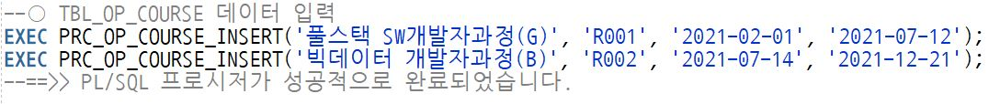 --○ TBL_OP_COURSE 데이터 입력
EXEC PRC_OP_COURSE_INSERT('풀스택 SW개발자과정(G)', 'R001', '2021-02-01', '2021-07-12');
EXEC PRC_OP_COURSE_INSERT('빅데이터 개발자과정(B)', 'R002', '2021-07-14', '2021-12-21');
--==>> PL/SQL 프로시저가 성공적으로 완료되었습니다.